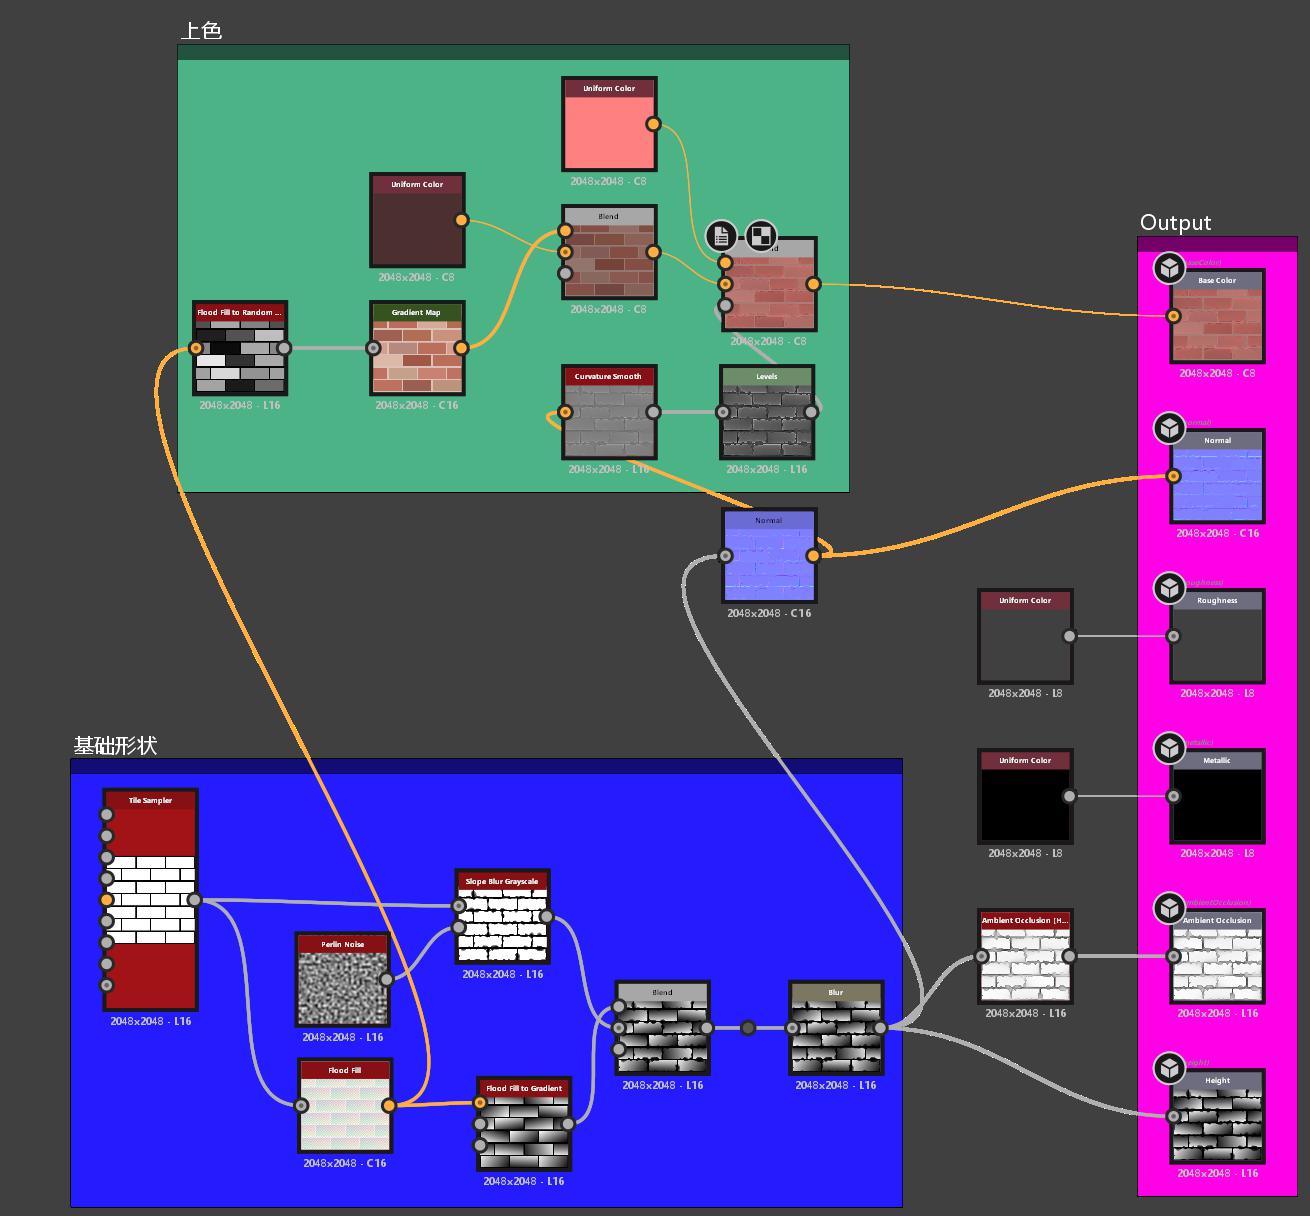 上色
Uniform Color
2048x2048 - C8
Uniform Color
2048x2048 - C8
Blend
2048x2048 - C8
2048x2048 - C8
Flood Fill to Random ...
2048x2048 - L16
Gradient Map
2048x2048 - C16
Curvature Smooth
2048x2048 - L16
Levels
2048x2048 - L16
Normal
2048x2048 - C16
Output
Base Color
2048x2048 - C8
Normal
2048x2048 - C16
Uniform Color
2048x2048 - L8
Roughness
2048x2048 - L8
Uniform Color
2048x2048 - L8
Metallic
2048x2048 - L8
Ambient Occlusion (H...
2048x2048 - L16
Ambient Occlusion
2048x2048 - L16
Height
2048x2048 - L16
基础形状
Tile Sampler
2048x2048 - L16
Slope Blur Grayscale
2048x2048 - L16
Perlin Noise
2048x2048 - L16
Flood Fill
2048x2048 - C16
Flood Fill to Gradient
2048x2048 - L16
Blend
2048x2048 - L16
Blur
2048x2048 - L16